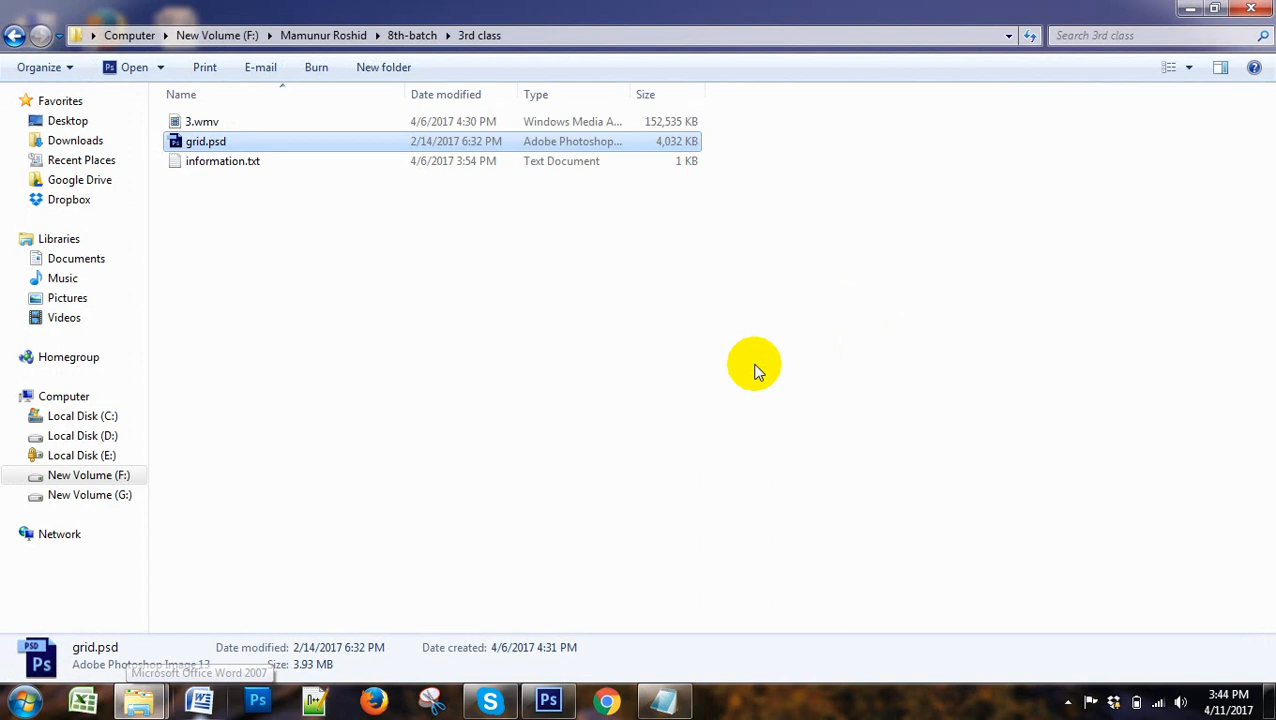 Computer New Volume (F:) Mamunur Roshid 8th-batch 3rd class Search 3rd class
Organize Open Print E-mail Burn New folder
Name Date modified Type Size
3.wmv 4/6/2017 4:30 PM Windows Media A... 152,535 KB
grid.psd 2/14/2017 6:32 PM Adobe Photoshop... 4,032 KB
information.txt 4/6/2017 3:54 PM Text Document 1 KB
Favorites
Desktop
Downloads
Recent Places
Google Drive
Dropbox
Libraries
Documents
Music
Pictures
Videos
Homegroup
Computer
Local Disk (C:)
Local Disk (D:)
Local Disk (E:)
New Volume (F:)
New Volume (G:)
Network
PSD
Ps
grid.psd Date modified: 2/14/2017 6:32 PM Date created: 4/6/2017 4:31 PM
Adobe Photoshop Image.13 Size: 3.93 MB
Microsoft Office Word 2007
3:44 PM
4/11/2017